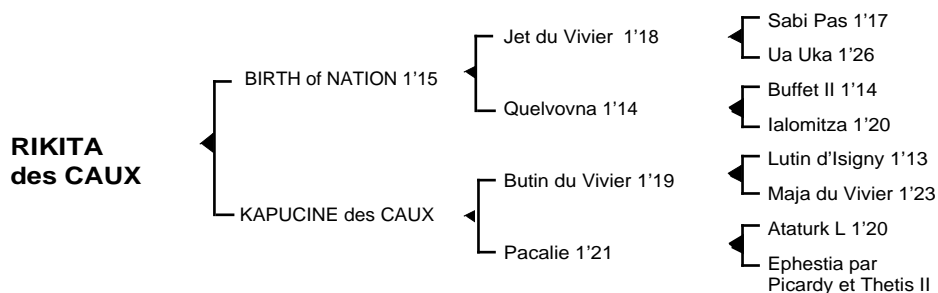 RIKITA
des CAUX
BIRTH of NATION 1’15
KAPUCINE des CAUX
Jet du Vivier 1’18
Quelvovna 1’14
Butin du Vivier 1’19
Pacalie 1’21
Sabi Pas 1’17
Ua Uka 1’26
Buffet II 1’14
Ialomitza 1’20
Lutin d’Isigny 1’13
Maja du Vivier 1’23
Ataturk L 1’20
Ephestia par
Picardy et Thetis II